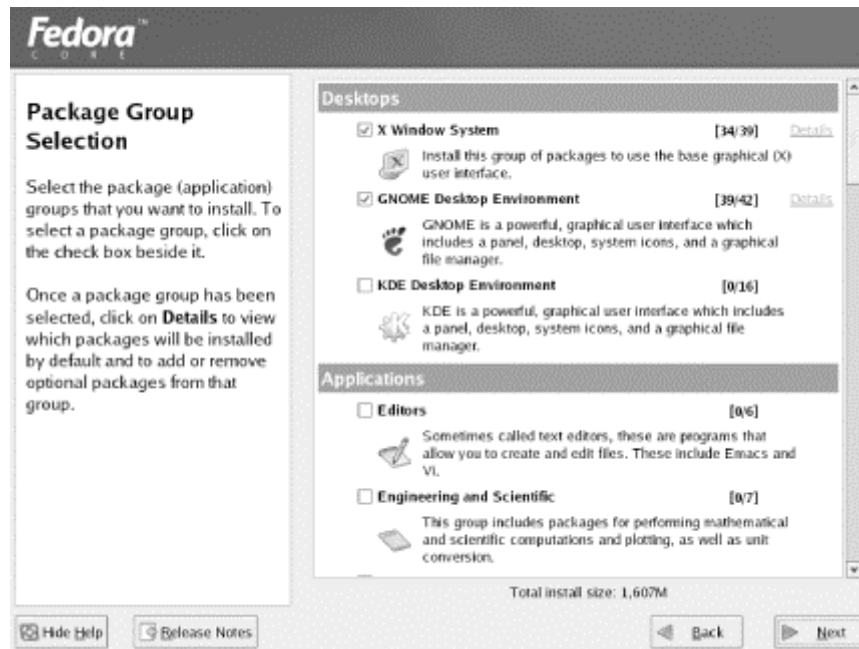 Fedora™
CORE
Package Group
Selection
Select the package (application)
groups that you want to install. To
select a package group, click on
the check box beside it.
Once a package group has been
selected, click on Details to view
which packages will be installed
by default and to add or remove
optional packages from that
group.
Desktops
X Window System [34/39] Details
Install this group of packages to use the base graphical (X)
user interface.
GNOME Desktop Environment [39/42] Details
GNOME is a powerful, graphical user interface which
includes a panel, desktop, system icons, and a graphical
file manager.
KDE Desktop Environment [0/16]
KDE is a powerful, graphical user interface which includes
a panel, desktop, system icons, and a graphical file
manager.
Applications
Editors [0/6]
Sometimes called text editors, these are programs that
allow you to create and edit files. These include Emacs and
Vi.
Engineering and Scientific [0/7]
This group includes packages for performing mathematical
and scientific computations and plotting, as well as unit
conversion.
Total install size: 1,607M
Hide Help Release Notes Back Next